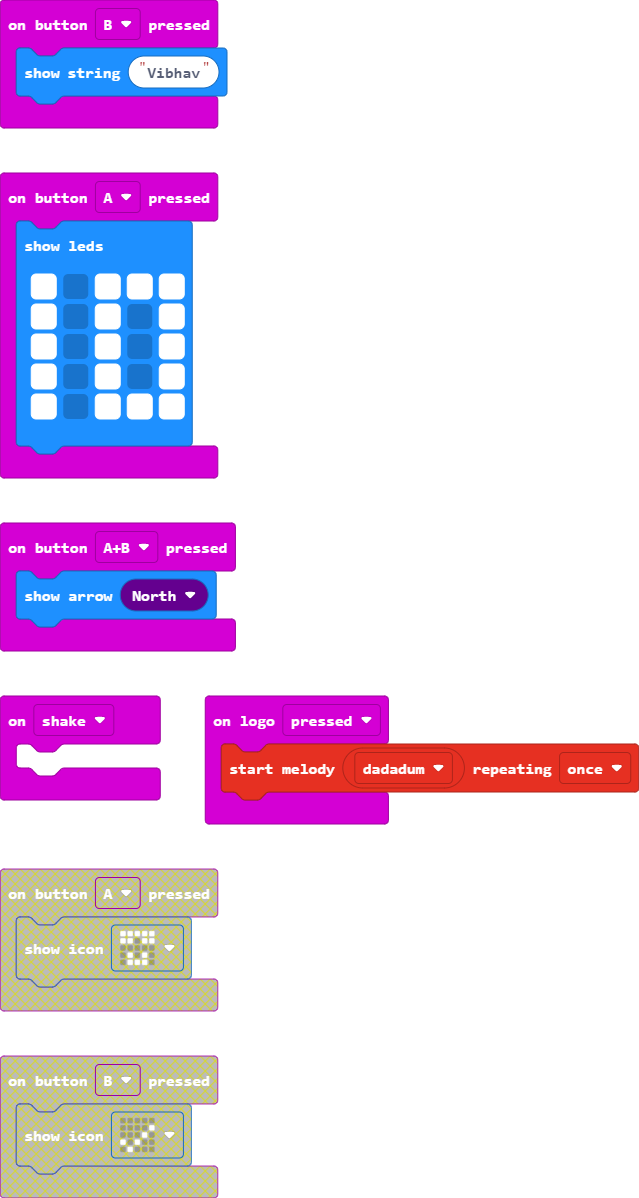 on button B pressed
show string "Vibhav"
on button A pressed
show leds
on button A+B pressed
show arrow North
on shake
on logo pressed
start melody dadadum repeating once
on button A pressed
show icon
on button B pressed
show icon